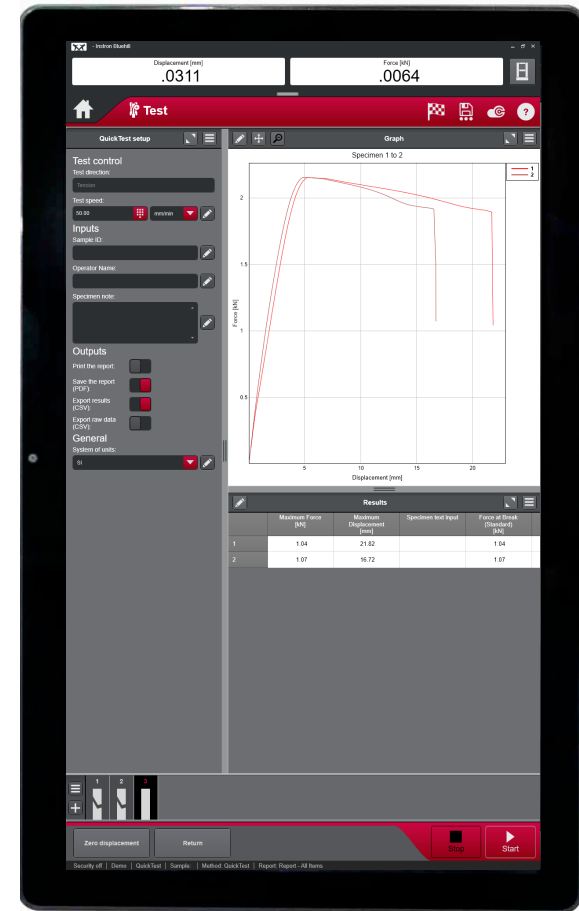 - Instron Bluehill
Displacement [mm]
.0311
Force [kN]
.0064
Test
?
QuickTest setup
Test control
Test direction:
Tension
Test speed:
50.00
mm/min
Inputs
Sample ID:
Operator Name:
Specimen note:
Outputs
Print the report:
Save the report
(PDF):
Export results
(CSV):
Export raw data
(CSV):
General
System of units:
SI
Graph
Specimen 1 to 2
1
2
Force [kN]
2
1.5
1
0.5
5
10
15
20
Displacement [mm]
Results
Maximum Force
[kN]
Maximum
Displacement
[mm]
Specimen text input
Force at Break
(Standard)
[kN]
1 1.04 21.82 1.04
2 1.07 16.72 1.07
1 2 3
Zero displacement
Return
Stop
Start
Security off | Demo | QuickTest | Sample: | Method: QuickTest | Report: Report - All Items